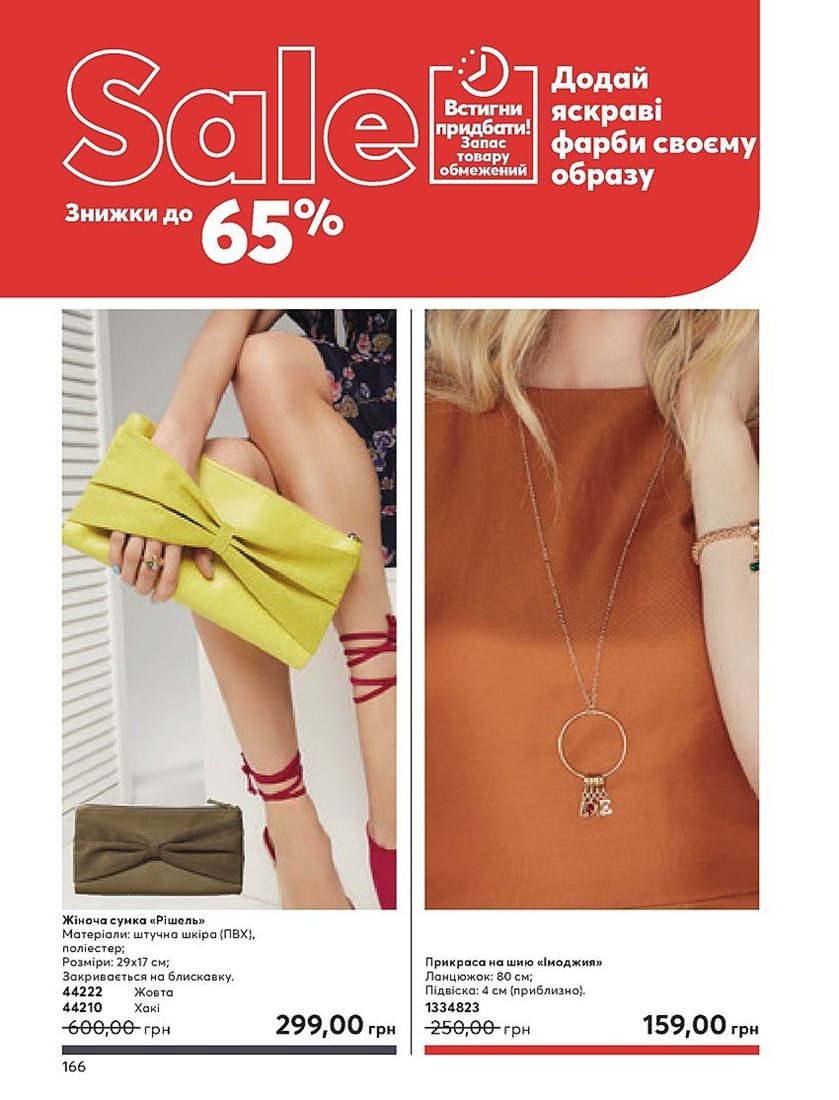 Sale
Знижки до 65%
Встигни
придбати!
Запас
товару
обмежений
Додай
яскраві
фарби своєму
образу
Жіноча сумка «Рішель»
Матеріали: штучна шкіра (ПВХ),
поліестер;
Розміри: 29х17 см;
Закривається на блискавку.
44222 Жовта
44210 Хакі
600,00 грн 299,00 грн
Прикраса на шию «Імоджия»
Ланцюжок: 80 см;
Підвіска: 4 см (приблизно).
1334823
250,00 грн 159,00 грн
166